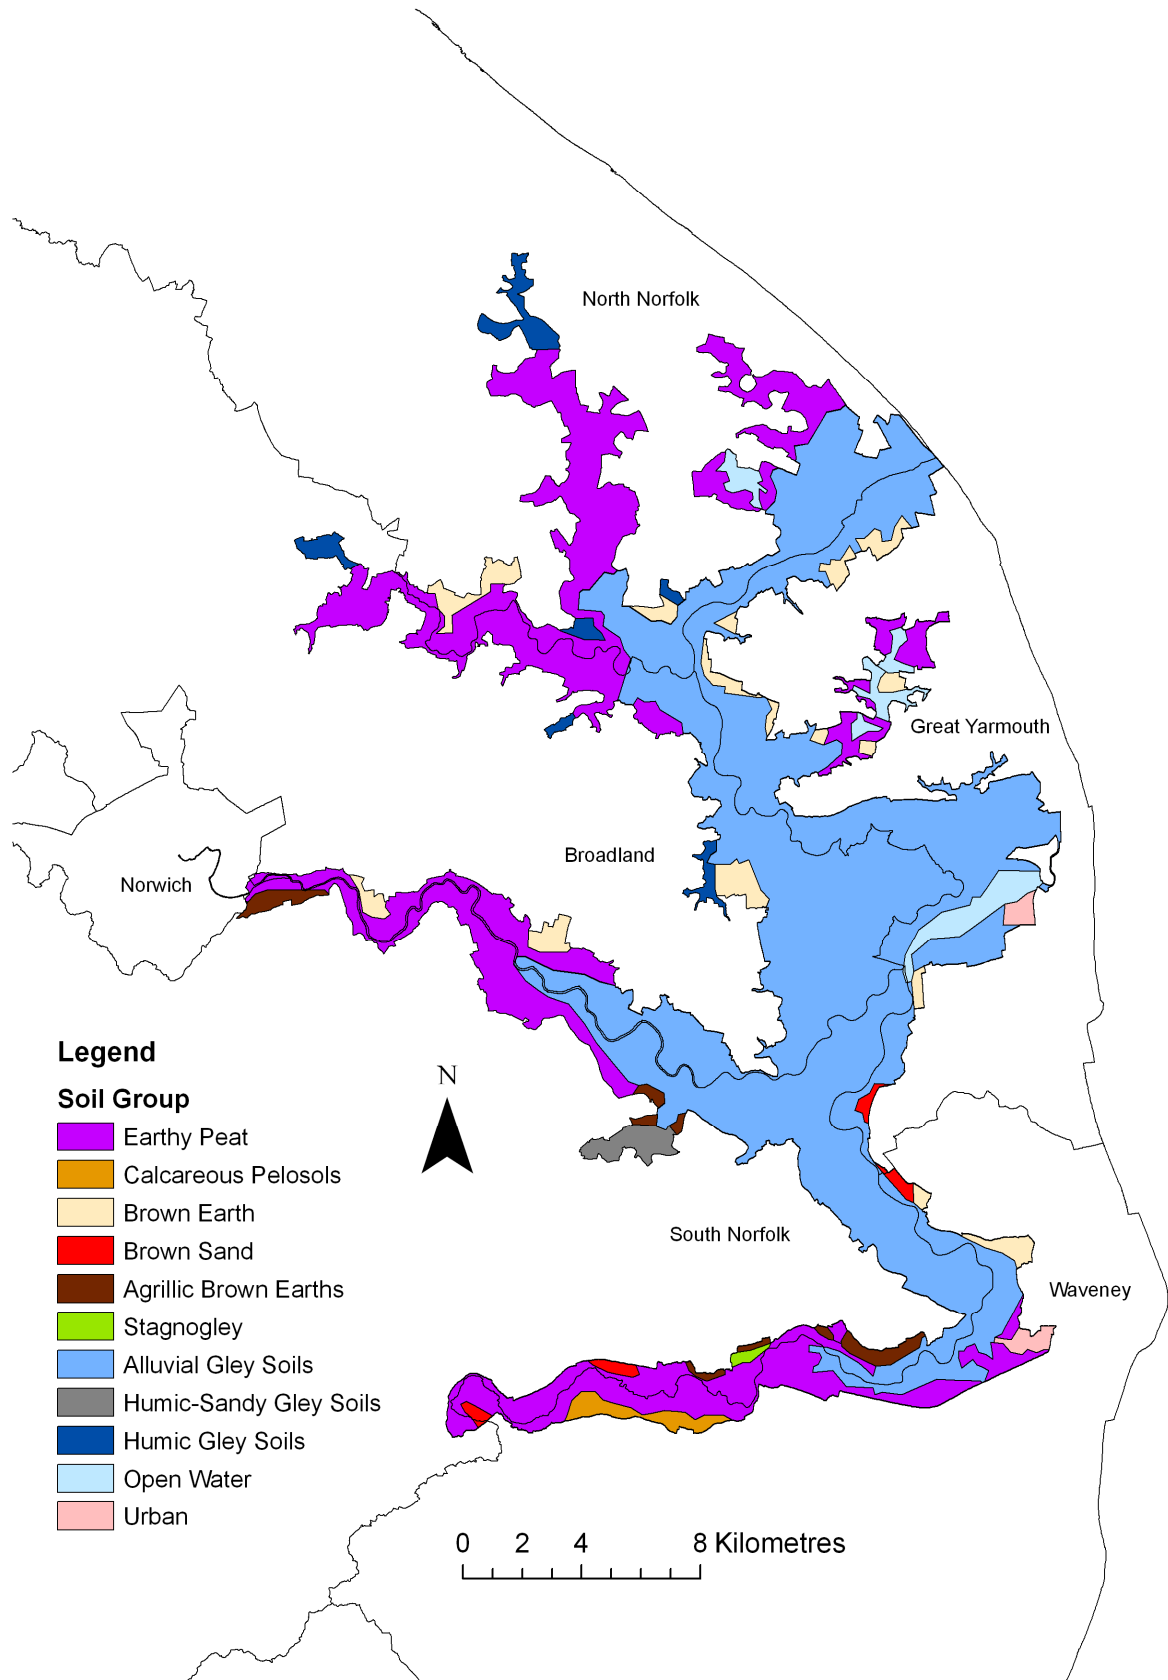 North Norfolk
Great Yarmouth
Broadland
Norwich
Legend
N
Soil Group
Earthy Peat
Calcareous Pelosols
Brown Earth
Brown Sand
South Norfolk
Agrillic Brown Earths
Waveney
Stagnogley
Alluvial Gley Soils
Humic-Sandy Gley Soils
Humic Gley Soils
Open Water
Urban
0 2 4 8 Kilometres